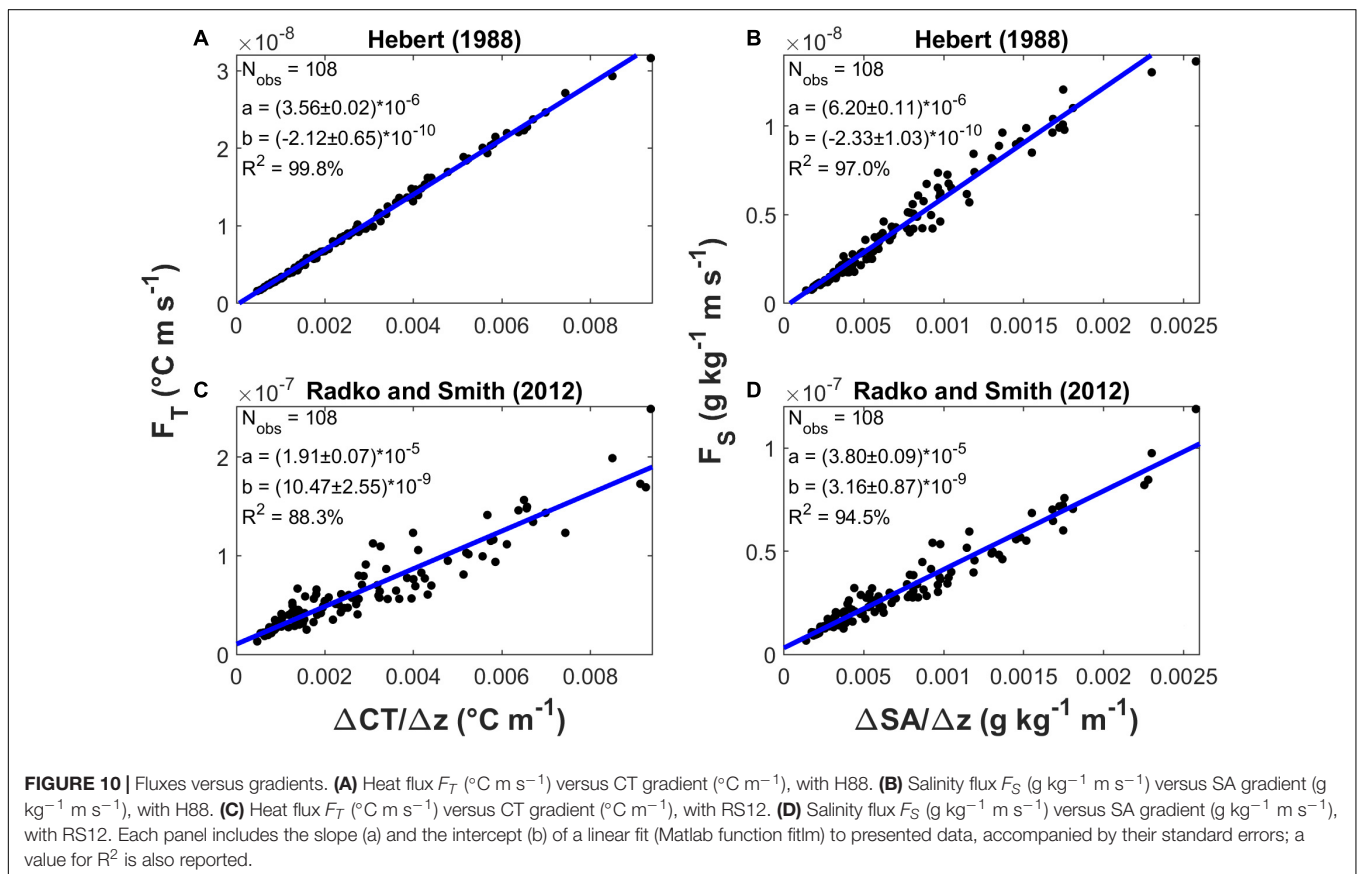 A
×10⁻⁸
Hebert (1988)
N_obs = 108
a = (3.56±0.02)*10⁻⁶
b = (-2.12±0.65)*10⁻¹⁰
R² = 99.8%
3
2
1
0
0 0.002 0.004 0.006 0.008
B
×10⁻⁸
Hebert (1988)
N_obs = 108
a = (6.20±0.11)*10⁻⁶
b = (-2.33±1.03)*10⁻¹⁰
R² = 97.0%
1
0.5
0
0 0.005 0.001 0.0015 0.002 0.0025
C
×10⁻⁷
Radko and Smith (2012)
N_obs = 108
a = (1.91±0.07)*10⁻⁵
b = (10.47±2.55)*10⁻⁹
R² = 88.3%
2
1
0
0 0.002 0.004 0.006 0.008
D
×10⁻⁷
Radko and Smith (2012)
N_obs = 108
a = (3.80±0.09)*10⁻⁵
b = (3.16±0.87)*10⁻⁹
R² = 94.5%
1
0.5
0
0 0.005 0.001 0.0015 0.002 0.0025
F_T (°C m s⁻¹)
F_S (g kg⁻¹ m s⁻¹)
ΔCT/Δz (°C m⁻¹)
ΔSA/Δz (g kg⁻¹ m⁻¹)
FIGURE 10 | Fluxes versus gradients. (A) Heat flux F_T (°C m s⁻¹) versus CT gradient (°C m⁻¹), with H88. (B) Salinity flux F_S (g kg⁻¹ m s⁻¹) versus SA gradient (g
kg⁻¹ m s⁻¹), with H88. (C) Heat flux F_T (°C m s⁻¹) versus CT gradient (°C m⁻¹), with RS12. (D) Salinity flux F_S (g kg⁻¹ m s⁻¹) versus SA gradient (g kg⁻¹ m s⁻¹),
with RS12. Each panel includes the slope (a) and the intercept (b) of a linear fit (Matlab function fitlm) to presented data, accompanied by their standard errors; a
value for R² is also reported.